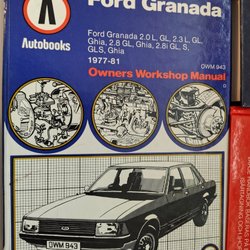 Ford Granada
Ford Granada 2.0 L, GL, 2.3 L, GL,
Ghia, 2.8 GL, Ghia, 2.8i GL, S,
GLS, Ghia
OWM 943
1977-81
Autobooks
Owners Workshop Manual
OWM 943